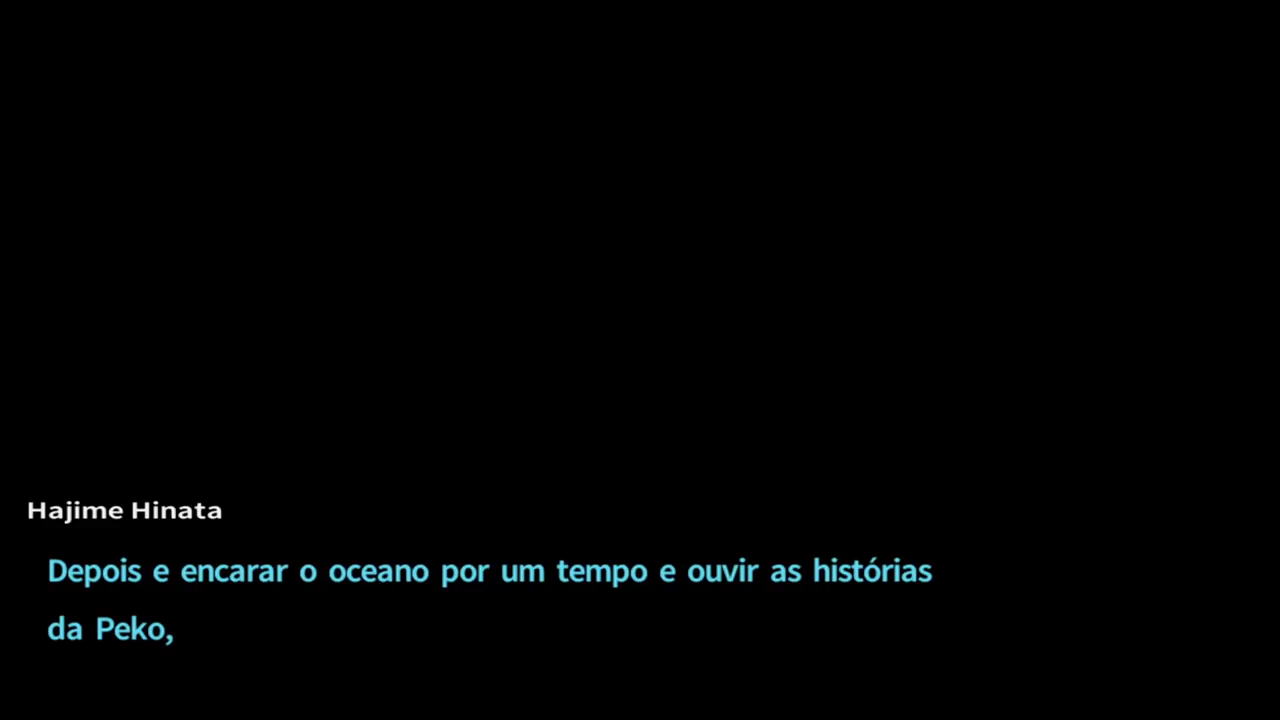 Hajime Hinata
Depois e encarar o oceano por um tempo e ouvir as histórias
da Peko,